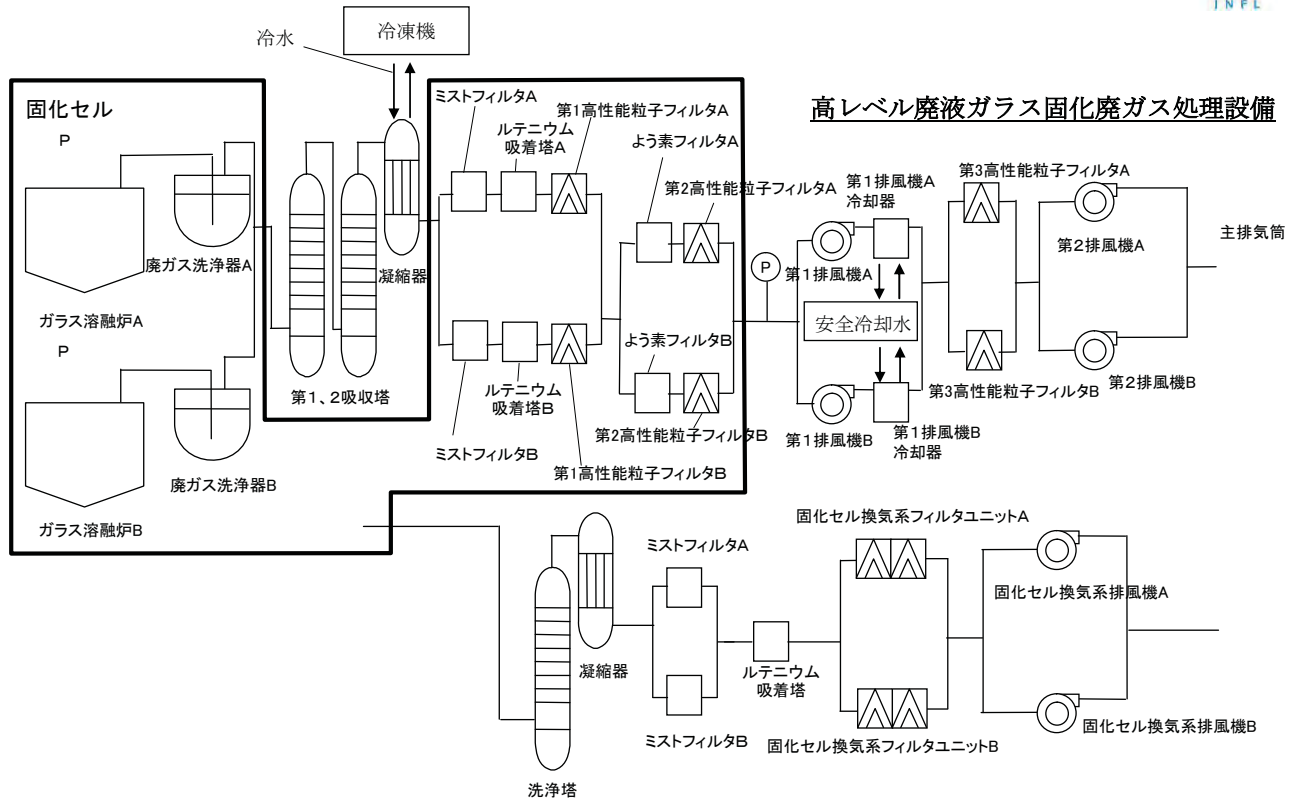 JNFL
冷水
冷凍機
固化セル
P
ガラス溶融炉A
廃ガス洗浄器A
P
ガラス溶融炉B
廃ガス洗浄器B
第1、2吸収塔
凝縮器
ミストフィルタA
ルテニウム
吸着塔A
第1高性能粒子フィルタA
よう素フィルタA
第2高性能粒子フィルタA
ミストフィルタB
ルテニウム
吸着塔B
第1高性能粒子フィルタB
よう素フィルタB
第2高性能粒子フィルタB
高レベル廃液ガラス固化廃ガス処理設備
P
第1排風機A
第1排風機A
冷却器
安全冷却水
第1排風機B
第1排風機B
冷却器
第3高性能粒子フィルタA
第3高性能粒子フィルタB
第2排風機A
第2排風機B
主排気筒
洗浄塔
凝縮器
ミストフィルタA
ミストフィルタB
ルテニウム
吸着塔
固化セル換気系フィルタユニットA
固化セル換気系フィルタユニットB
固化セル換気系排風機A
固化セル換気系排風機B